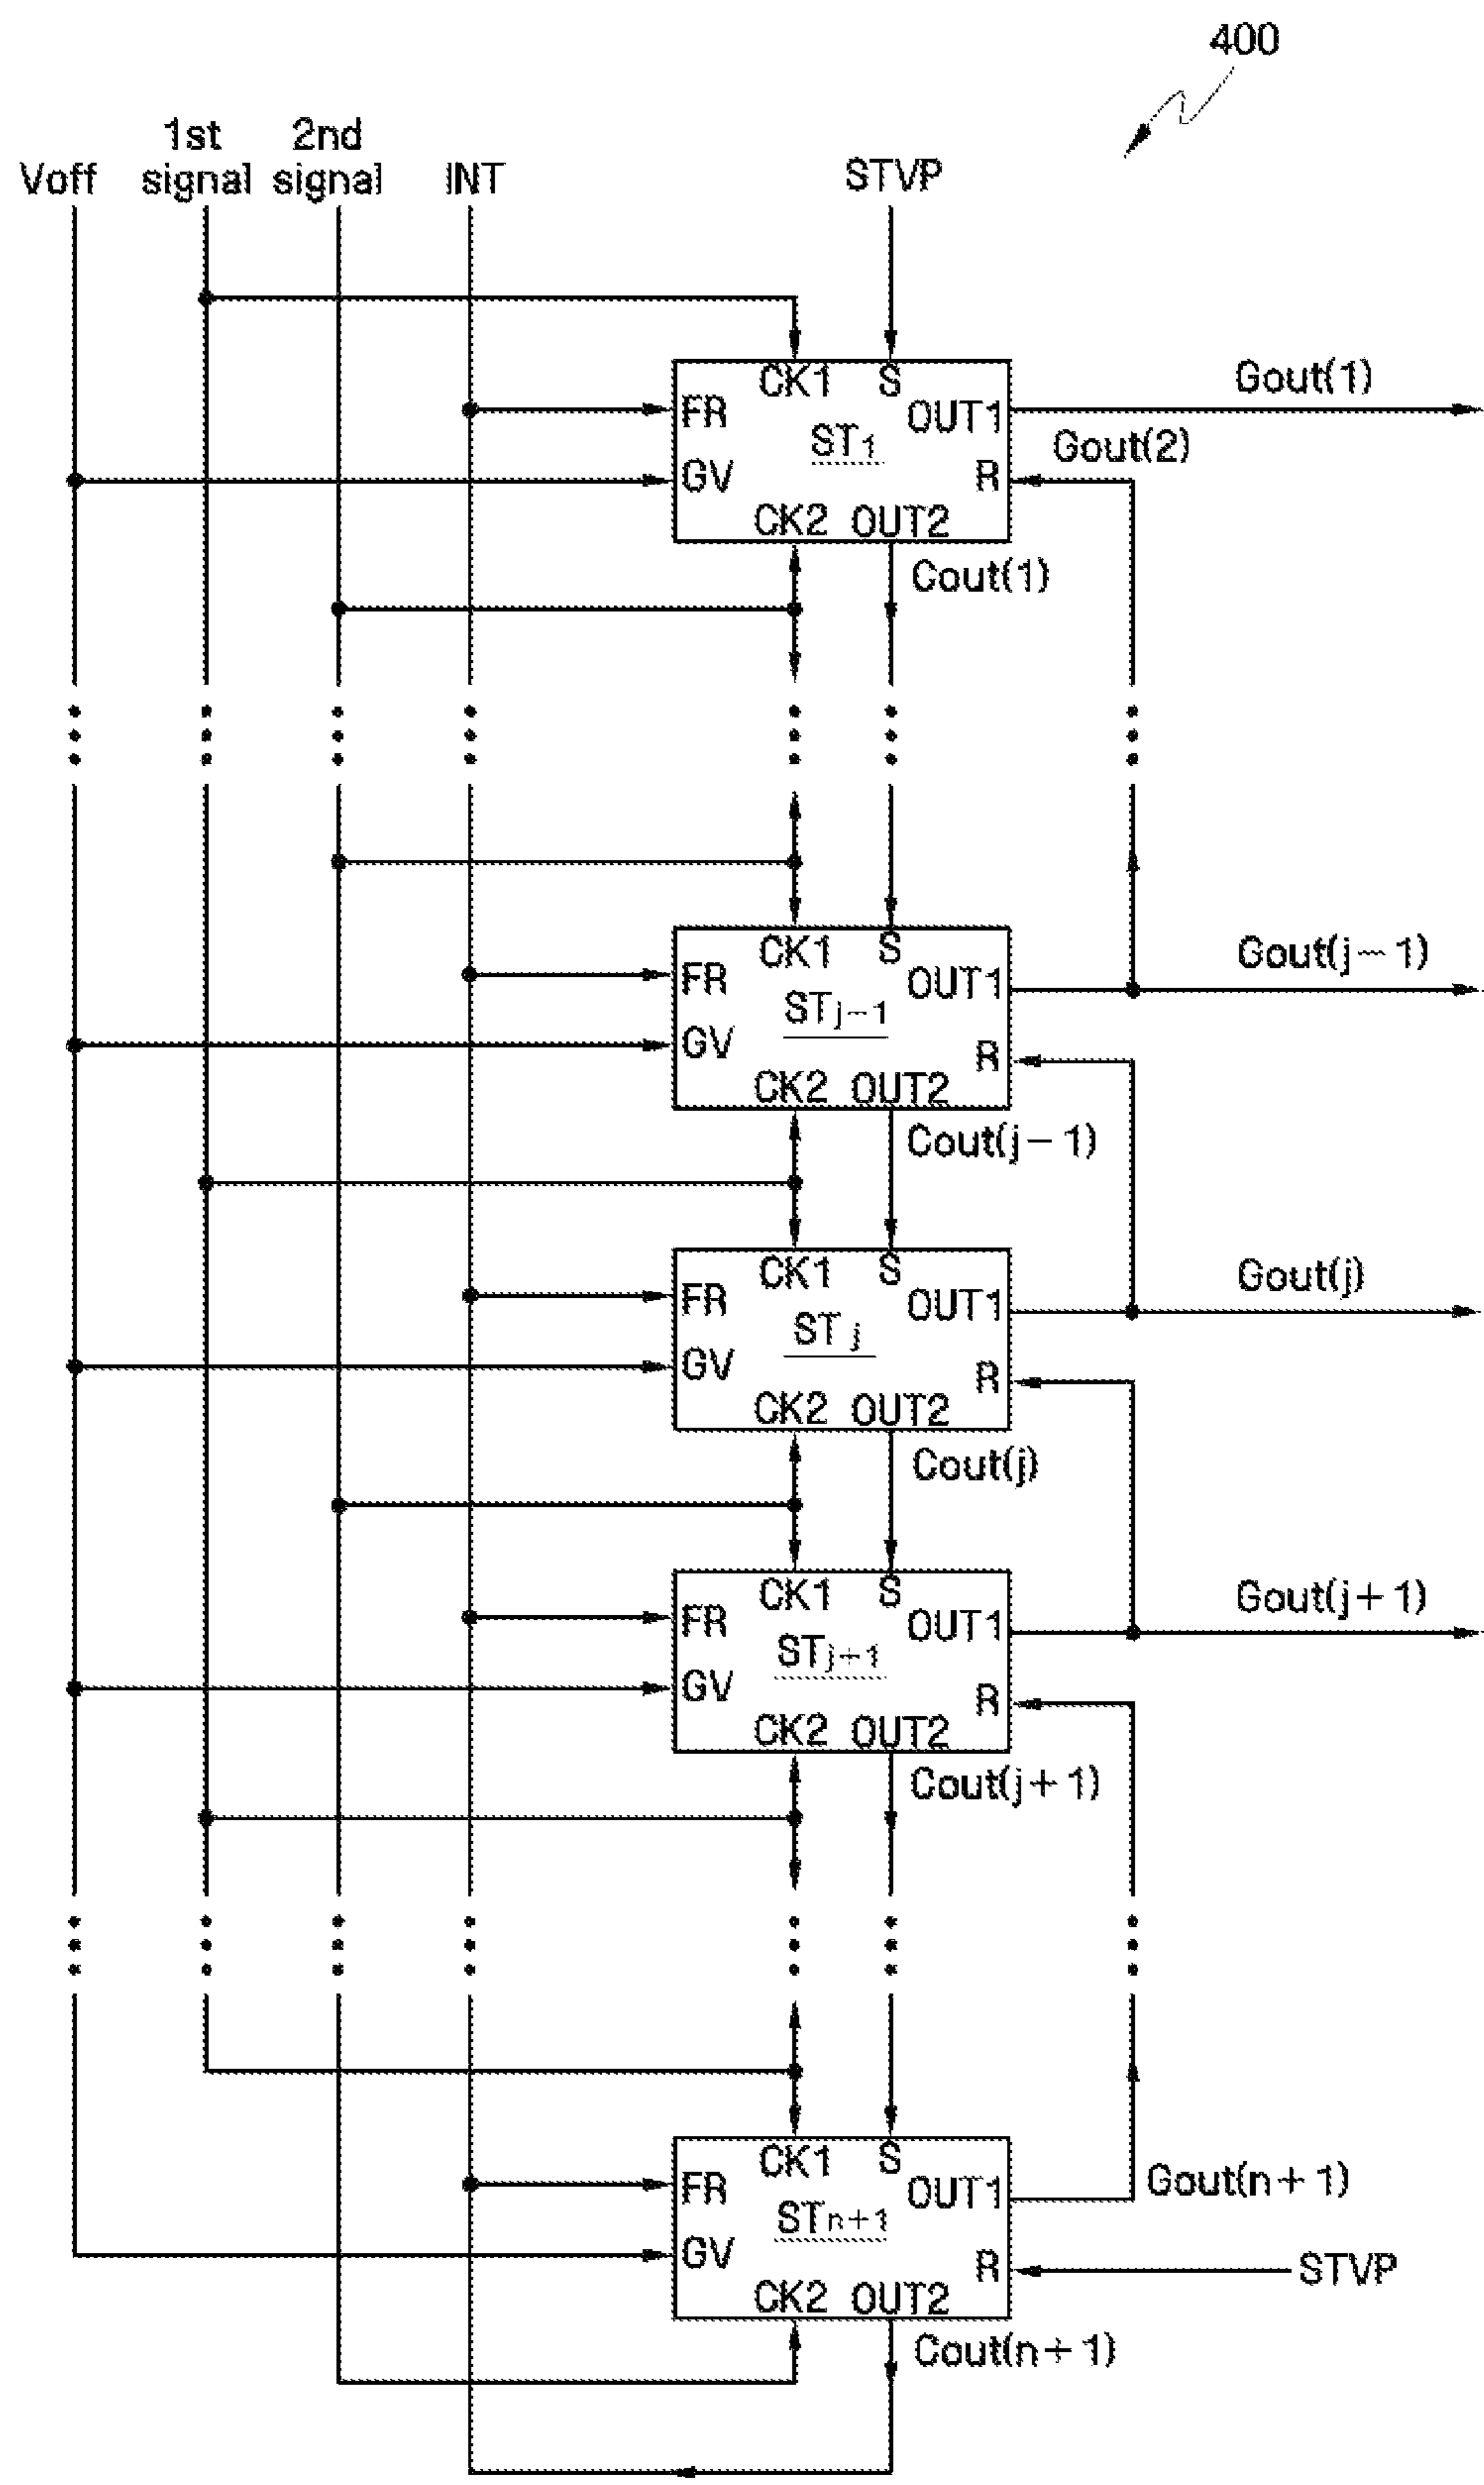 400
1st 2nd
Voff signal signal INT STVP
CK1 S
FR OUT1 Gout(1)
ST1 Gout(2)
GV R
CK2 OUT2
Cout(1)
CK1 S
FR OUT1 Gout(j−1)
STj−1
GV R
CK2 OUT2
Cout(j−1)
CK1 S
FR OUT1 Gout(j)
STj
GV R
CK2 OUT2
Cout(j)
CK1 S
FR OUT1 Gout(j+1)
STj+1
GV R
CK2 OUT2
Cout(j+1)
CK1 S
FR OUT1 Gout(n+1)
STn+1
GV R STVP
CK2 OUT2
Cout(n+1)